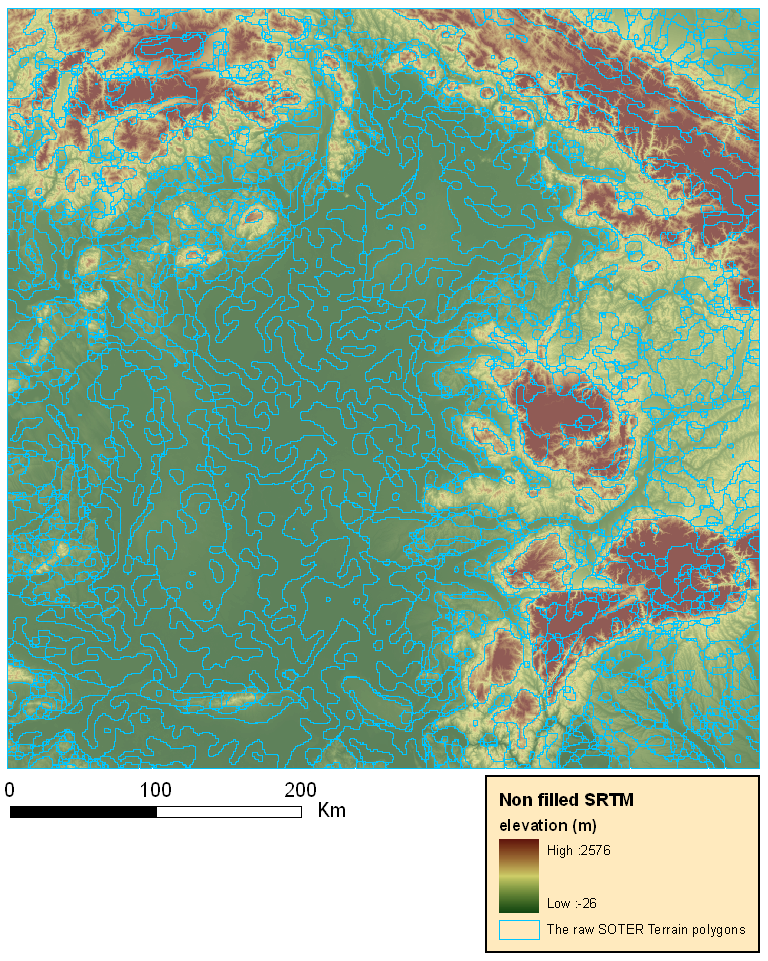 0 100 200
Km
Non filled SRTM
elevation (m)
High :2576
Low :-26
The raw SOTER Terrain polygons